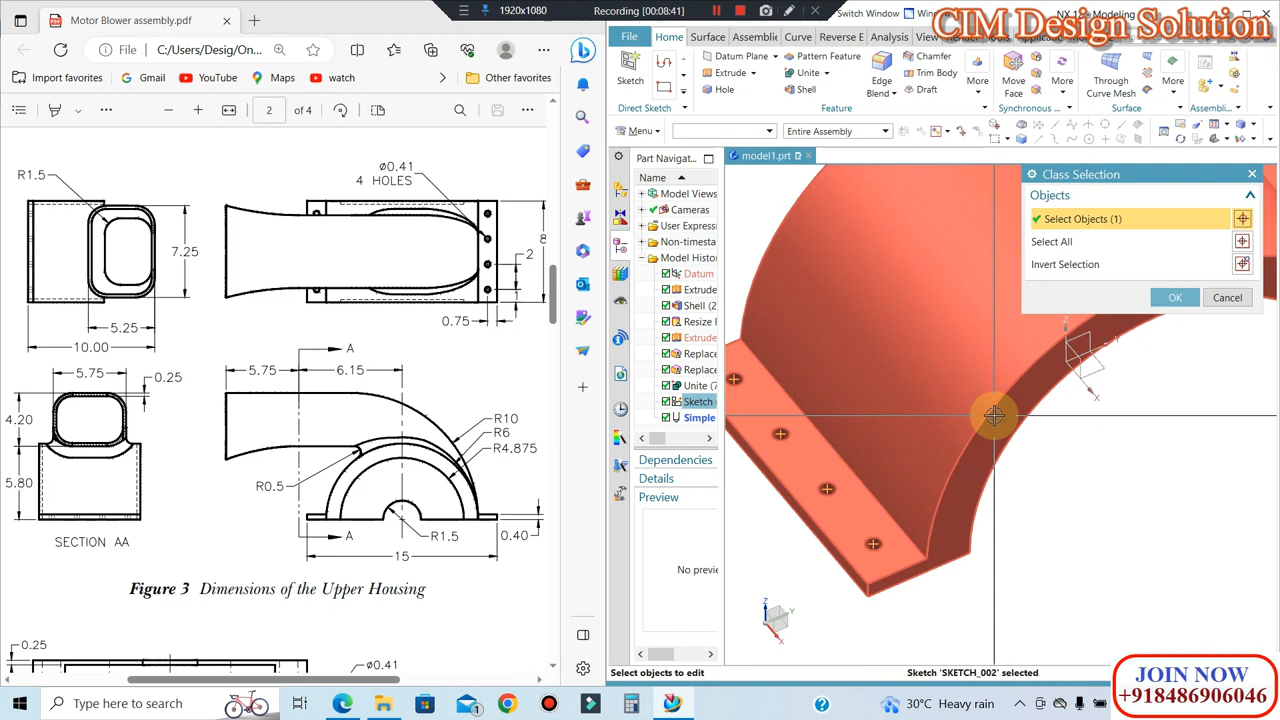 Motor Blower assembly.pdf
Recording [00:08:41]
1920x1080
Switch Window
CIM Design Solution
File
C:/Users/Design/On...
Import favorites
Gmail
YouTube
Maps
watch
Other favorites
2 of 4
File Home Surface Assemblie Curve Reverse E Analysis View
Sketch
Direct Sketch
Datum Plane
Pattern Feature
Extrude
Unite
Hole
Shell
Edge Blend
Chamfer
Trim Body
Draft
More
Feature
Move Face
More
Synchronous ...
Through Curve Mesh
More
Surface
Assembli...
Menu
Entire Assembly
Part Navigat...
Name
Model Views
Cameras
User Expres
Non-timesta
Model Histo
Datum
Extrude
Shell (2
Resize
Extrude
Replace
Replace
Unite (7
Sketch
Simple
Dependencies
Details
Preview
No previe
model1.prt
Class Selection
Objects
Select Objects (1)
Select All
Invert Selection
OK
Cancel
R1.5
ø0.41
4 HOLES
7.25
5.25
10.00
8
2
1
0.75
5.75
0.25
4.20
5.80
SECTION AA
A
5.75
6.15
R10
R6
R4.875
R0.5
R1.5
0.40
A
15
Figure 3 Dimensions of the Upper Housing
0.25
ø0.41
Z
Y
X
Z
Y
X
Select objects to edit
Sketch 'SKETCH_002' selected
Type here to search
30°C Heavy rain
JOIN NOW
+918486906046